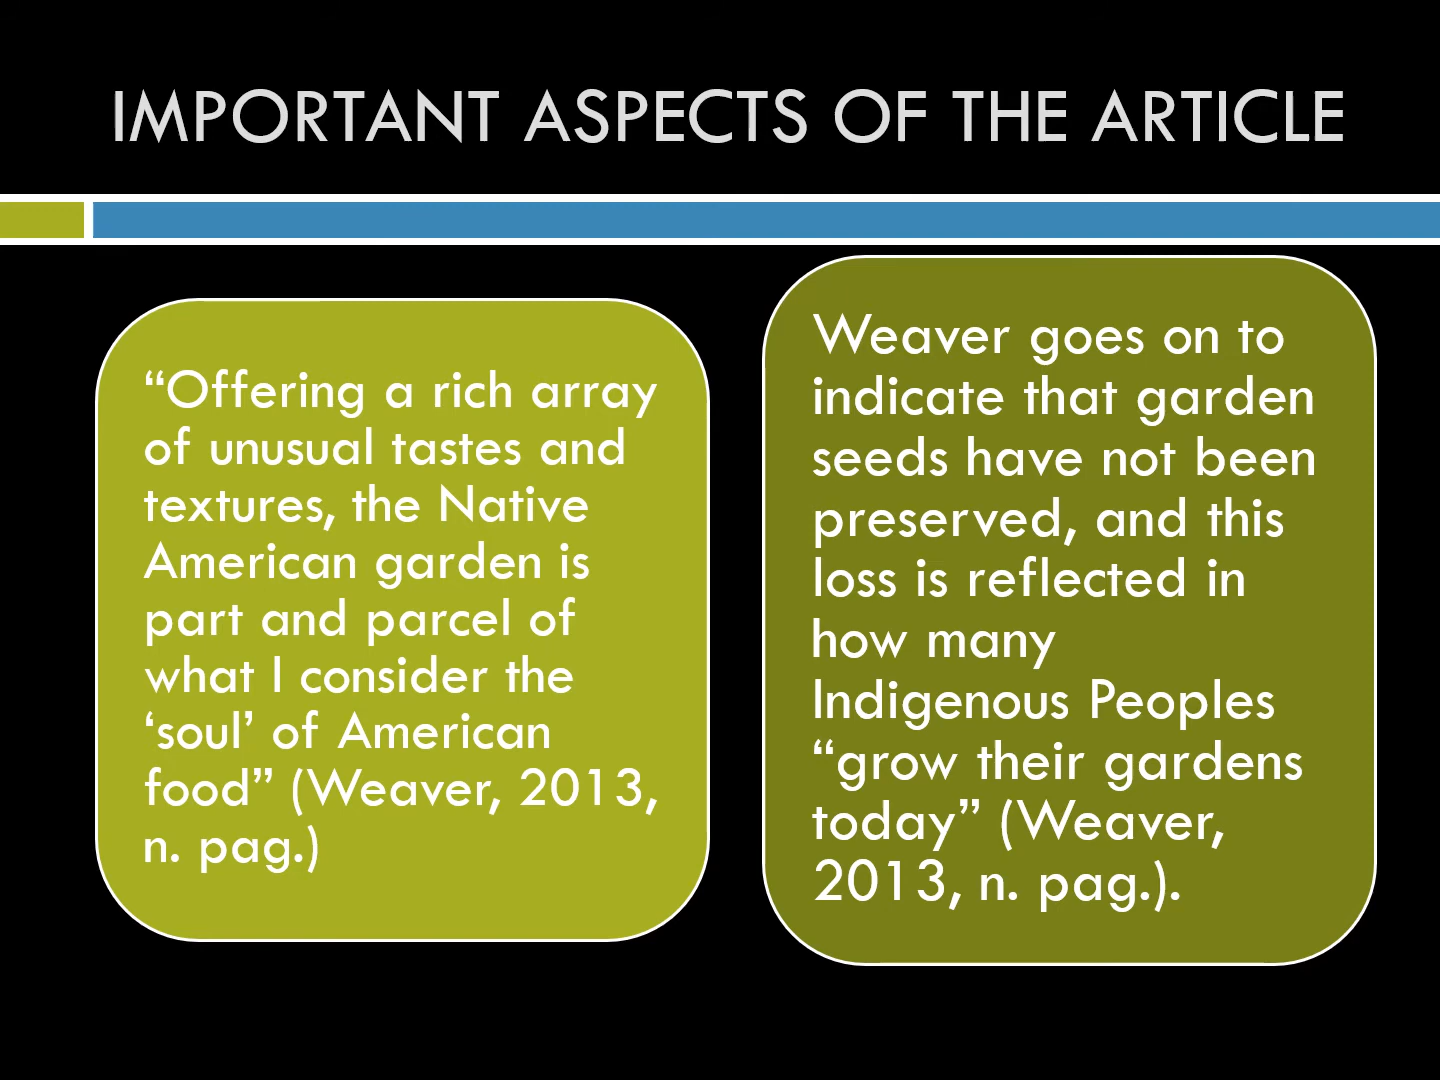 IMPORTANT ASPECTS OF THE ARTICLE
“Offering a rich array
of unusual tastes and
textures, the Native
American garden is
part and parcel of
what I consider the
‘soul’ of American
food” (Weaver, 2013,
n. pag.)
Weaver goes on to
indicate that garden
seeds have not been
preserved, and this
loss is reflected in
how many
Indigenous Peoples
“grow their gardens
today” (Weaver,
2013, n. pag.).